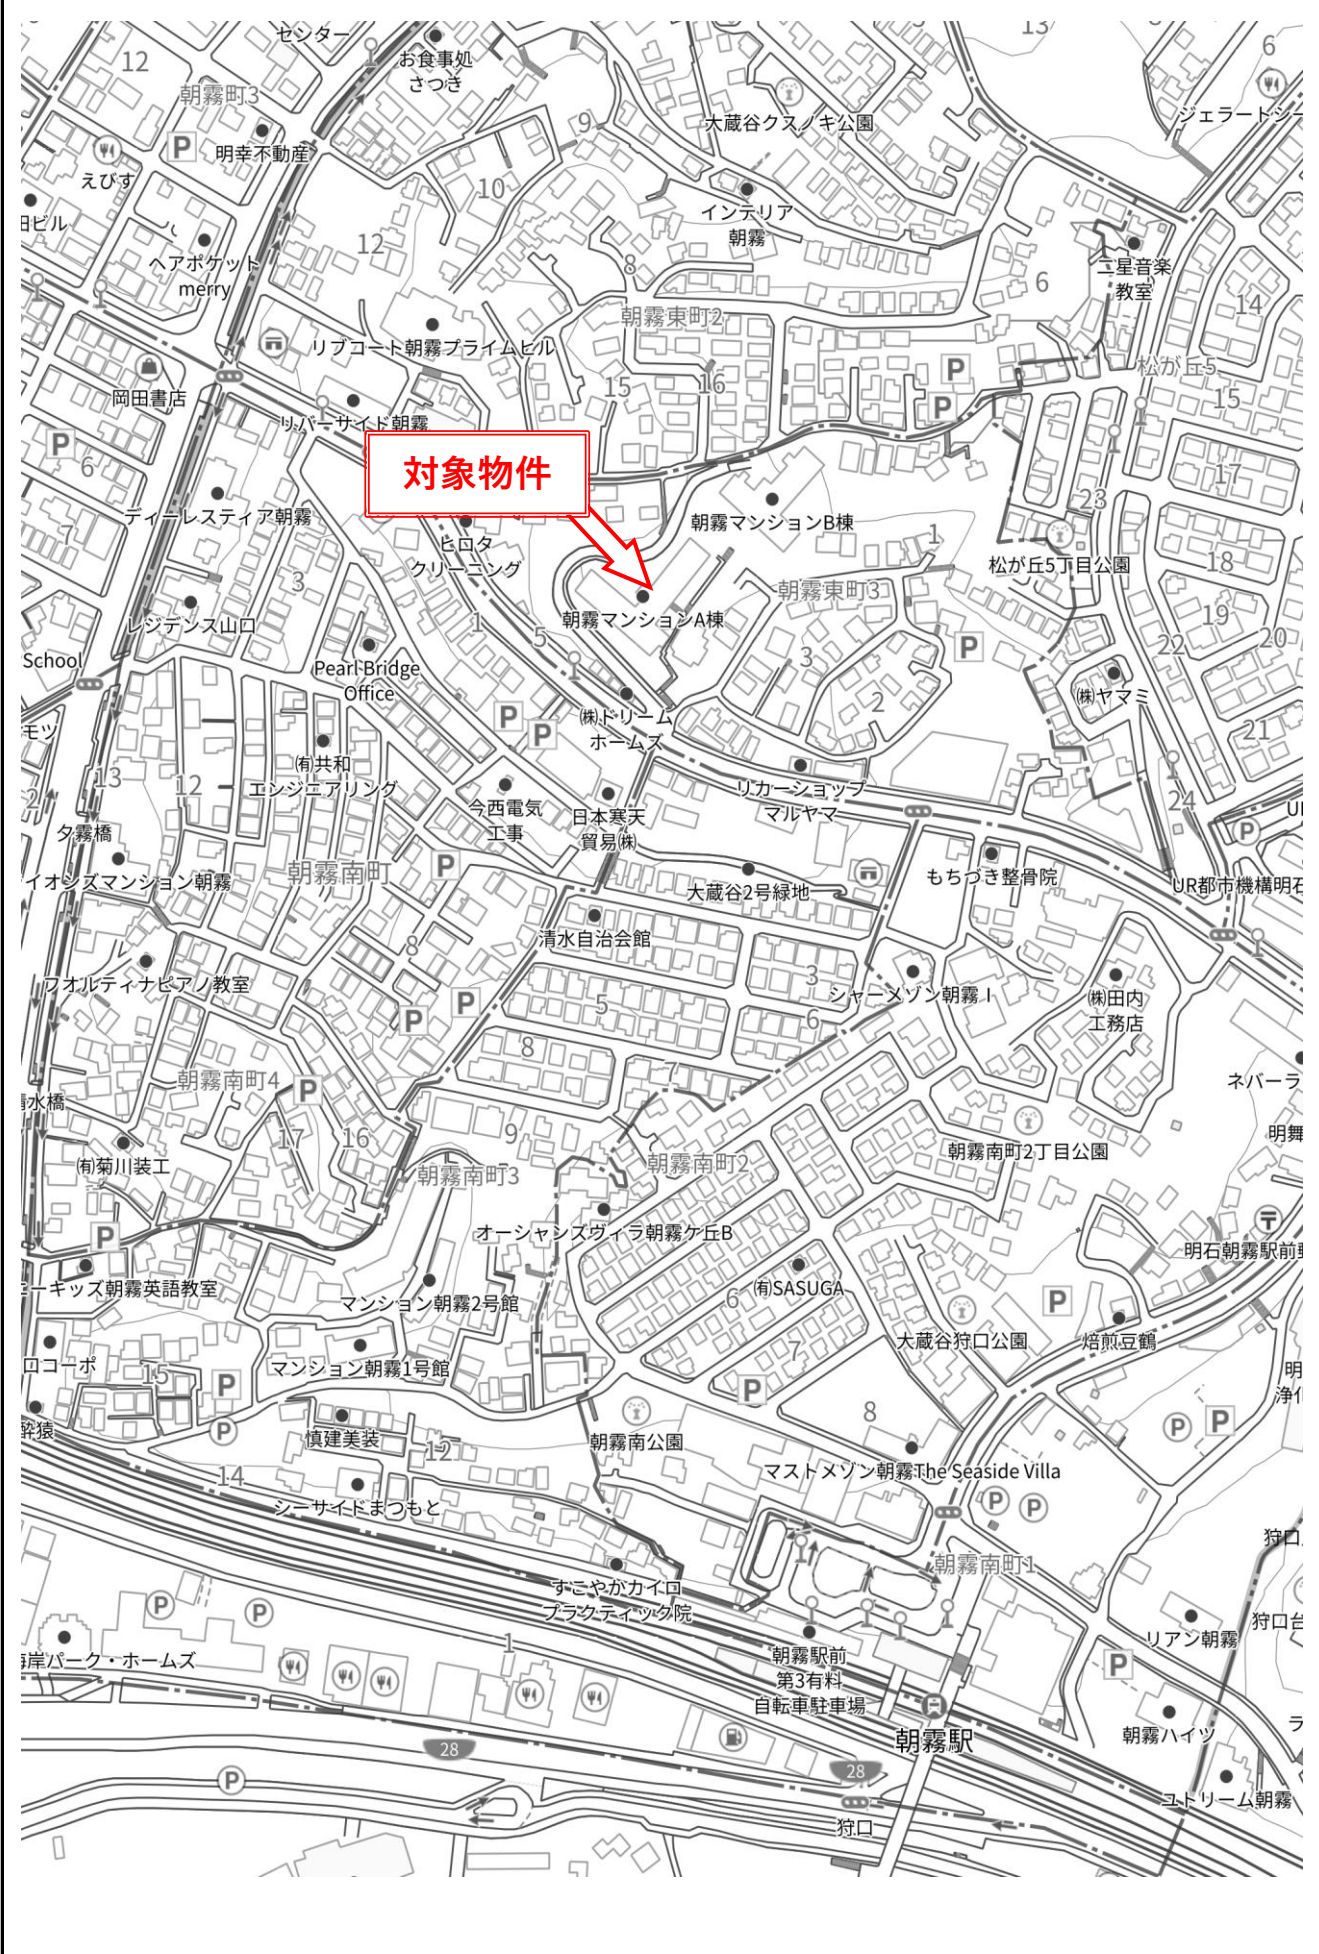 センター
13
お食事処
さつき
12
6
朝霧町3
ジェラートシー
大蔵谷クスノキ公園
9
P
明幸不動産
えびす
10
インテリア
朝霧
田ビル
12
ヘアポケット
merry
8
6
二星音楽
教室
14
朝霧東町2
リブコート朝霧プライムヒル
松が丘5
岡田書店
15
16
P
15
P
リバーサイド朝霧
P
6
対象物件
17
7
ディーレスティア朝霧
朝霧マンションB棟
23
1
ヒロタ
クリーニング
松が丘5丁目公園
18
3
朝霧東町3
朝霧マンションA棟
19
レジデンス山口
1
5
22
20
School
Pearl Bridge
Office
3
P
㈱ヤマミ
2
㈱ドリーム
ホームズ
P
P
モツ
21
㈲共和
エンジニアリング
13
12
リカーショップ
マルヤマ
2
今西電気
工事
日本寒天
貿易㈱
24
夕霧橋
P
朝霧南町
P
もちづき整骨院
イオンズマンション朝霧
大蔵谷2号緑地
UR都市機構明石
清水自治会館
8
フオルティナピアノ教室
3
シャーメゾン朝霧Ⅰ
㈱田内
工務店
P
5
P
6
8
7
ネバーラ
朝霧南町4
P
清水橋
17
16
9
明舞
㈲菊川装工
朝霧南町3
朝霧南町2
朝霧南町2丁目公園
P
オーシャンズヴィラ朝霧ケ丘B
明石朝霧駅前郵
エーキッズ朝霧英語教室
マンション朝霧2号館
6
㈲SASUGA
P
大蔵谷狩口公園
焙煎豆鶴
ロコーポ
マンション朝霧1号館
7
15
P
P
明
浄化
酔猿
慎建美装
P
朝霧南公園
8
P
P
12
14
マストメゾン朝霧The Seaside Villa
シーサイドまつもと
P
P
狩口
すこやかカイロ
プラクティック院
朝霧南町1
P
P
リアン朝霧
狩口台
海岸パーク・ホームズ
1
朝霧駅前
第3有料
自転車駐車場
P
朝霧駅
朝霧ハイツ
ラ
28
28
P
ユトリーム朝霧
狩口